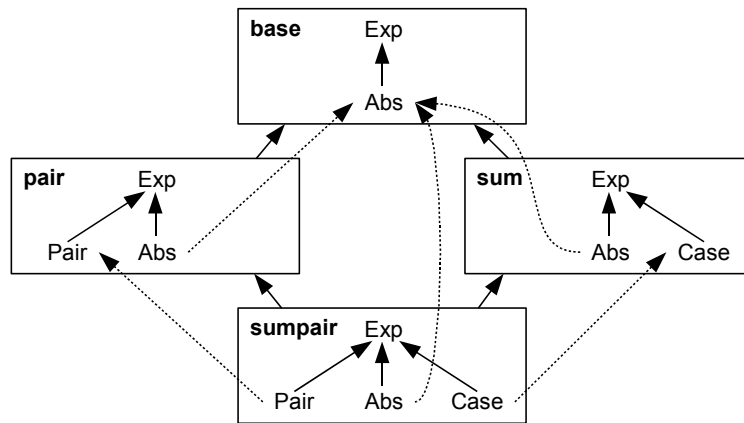 base Exp
Abs
pair Exp
Pair Abs
sum Exp
Abs Case
sumpair Exp
Pair Abs Case